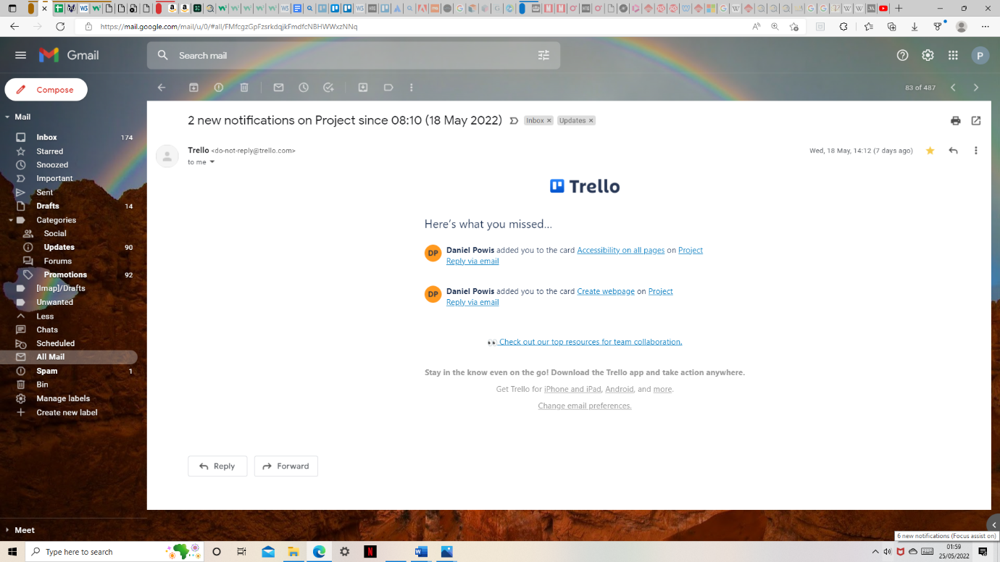 https://mail.google.com/mail/u/0/#all/FMfcgzGpFzsrkdqjkFmdfcNBHWWxzNNq
Gmail
Search mail
P
Compose
83 of 487
Mail
2 new notifications on Project since 08:10 (18 May 2022)
Inbox ×
Updates ×
Inbox 174
Starred
Snoozed
Important
Sent
Drafts 14
Categories
Social
Updates 90
Forums
Promotions 92
[Imap]/Drafts
Unwanted
Less
Chats
Scheduled
All Mail
Spam 1
Bin
Manage labels
Create new label
Meet
Trello <do-not-reply@trello.com>
to me
Wed, 18 May, 14:12 (7 days ago)
Trello
Here's what you missed...
DP
Daniel Powis added you to the card Accessibility on all pages on Project
Reply via email
DP
Daniel Powis added you to the card Create webpage on Project
Reply via email
👀 Check out our top resources for team collaboration.
Stay in the know even on the go! Download the Trello app and take action anywhere.
Get Trello for iPhone and iPad, Android, and more.
Change email preferences.
Reply
Forward
6 new notifications (Focus assist on)
Type here to search
01:59
25/05/2022